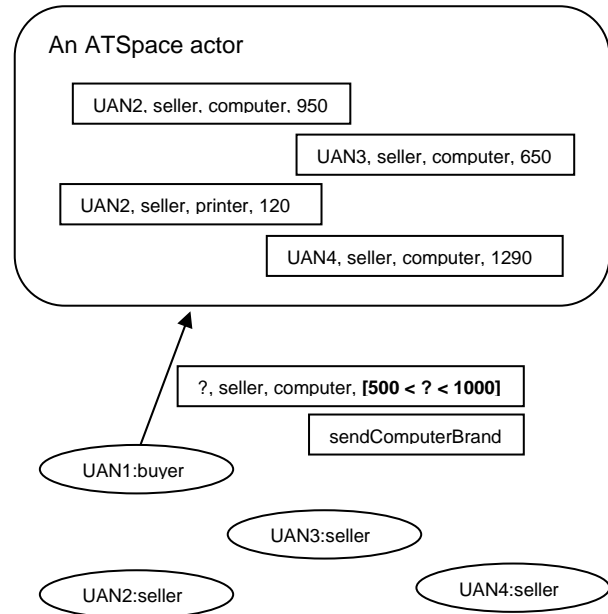 An ATSpace actor
UAN2, seller, computer, 950
UAN3, seller, computer, 650
UAN2, seller, printer, 120
UAN4, seller, computer, 1290
?, seller, computer, [500 < ? < 1000]
sendComputerBrand
UAN1:buyer
UAN3:seller
UAN2:seller
UAN4:seller